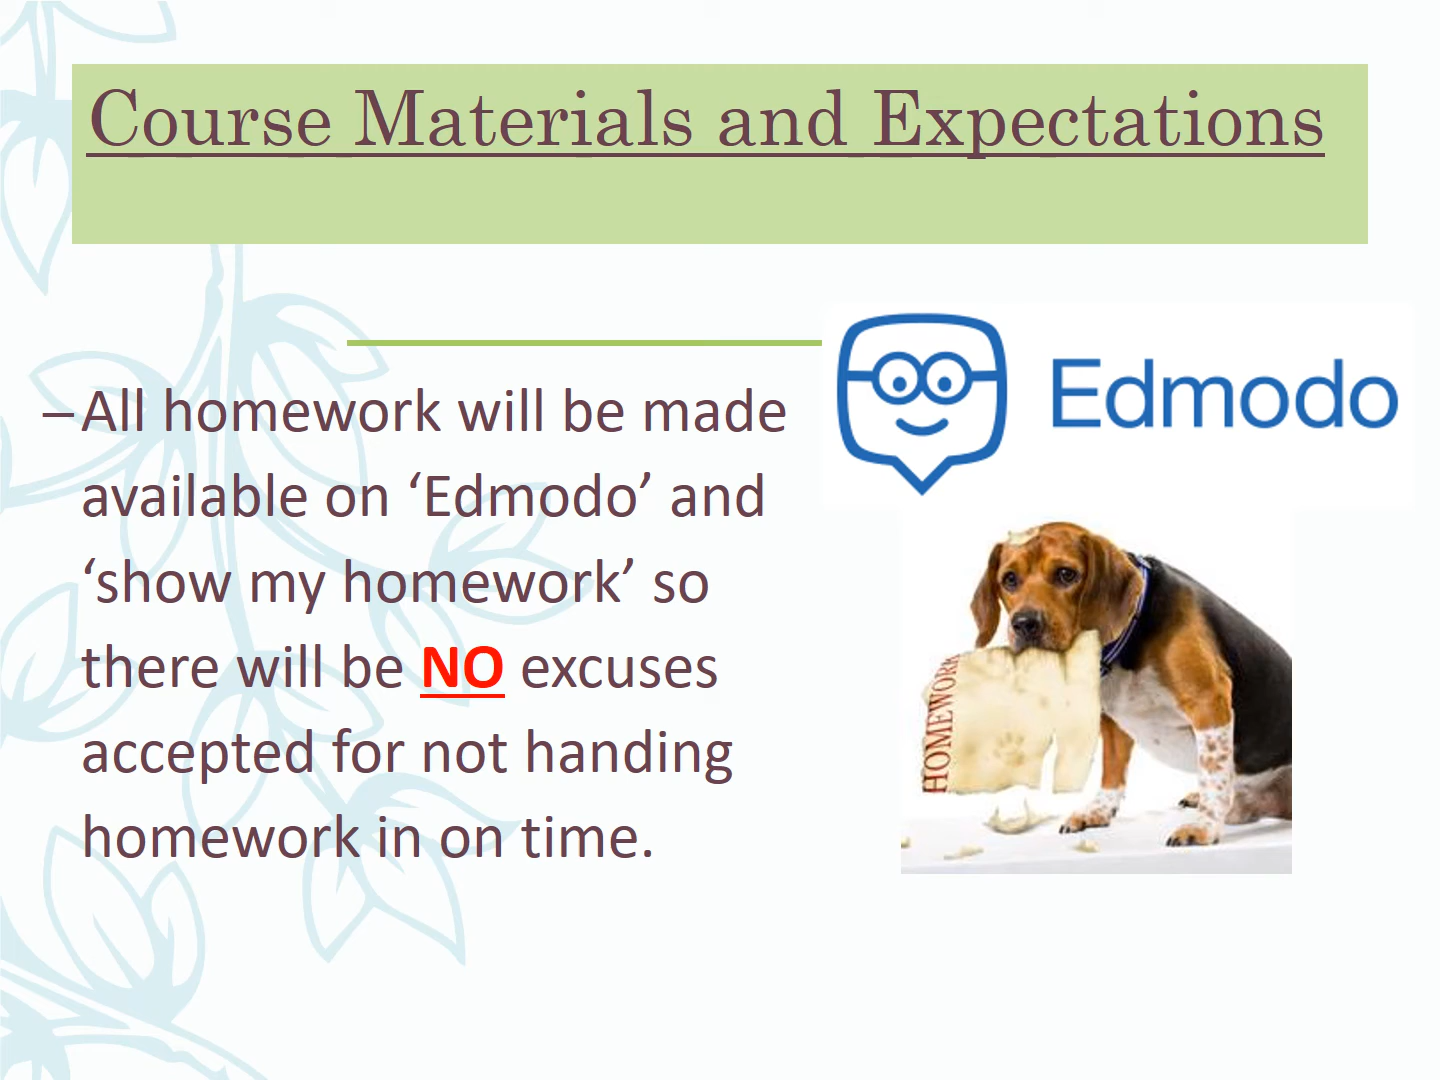 Course Materials and Expectations
Edmodo
–All homework will be made
available on ‘Edmodo’ and
‘show my homework’ so
there will be NO excuses
accepted for not handing
homework in on time.
HOMEWORK